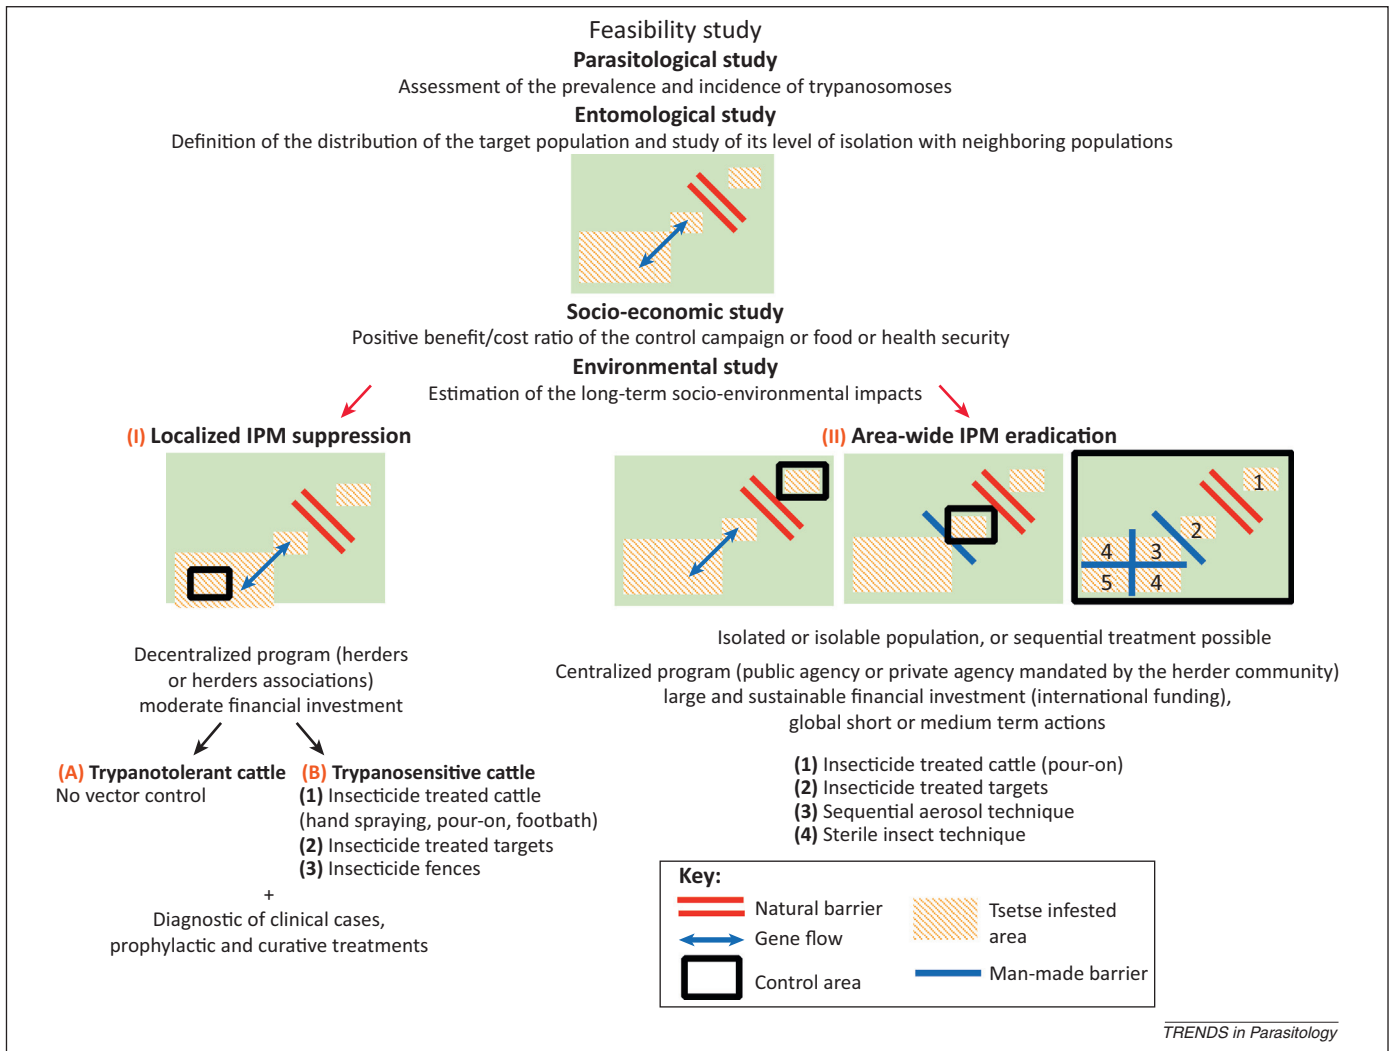 Feasibility study
Parasitological study
Assessment of the prevalence and incidence of trypanosomoses
Entomological study
Definition of the distribution of the target population and study of its level of isolation with neighboring populations
Socio-economic study
Positive benefit/cost ratio of the control campaign or food or health security
Environmental study
Estimation of the long-term socio-environmental impacts
(I) Localized IPM suppression
Decentralized program (herders
or herders associations)
moderate financial investment
(A) Trypanotolerant cattle
No vector control
(B) Trypanosensitive cattle
(1) Insecticide treated cattle
(hand spraying, pour-on, footbath)
(2) Insecticide treated targets
(3) Insecticide fences
+
Diagnostic of clinical cases,
prophylactic and curative treatments
(II) Area-wide IPM eradication
1
2
4 3
5 4
Isolated or isolable population, or sequential treatment possible
Centralized program (public agency or private agency mandated by the herder community)
large and sustainable financial investment (international funding),
global short or medium term actions
(1) Insecticide treated cattle (pour-on)
(2) Insecticide treated targets
(3) Sequential aerosol technique
(4) Sterile insect technique
Key:
Natural barrier
Gene flow
Control area
Tsetse infested
area
Man-made barrier
TRENDS in Parasitology